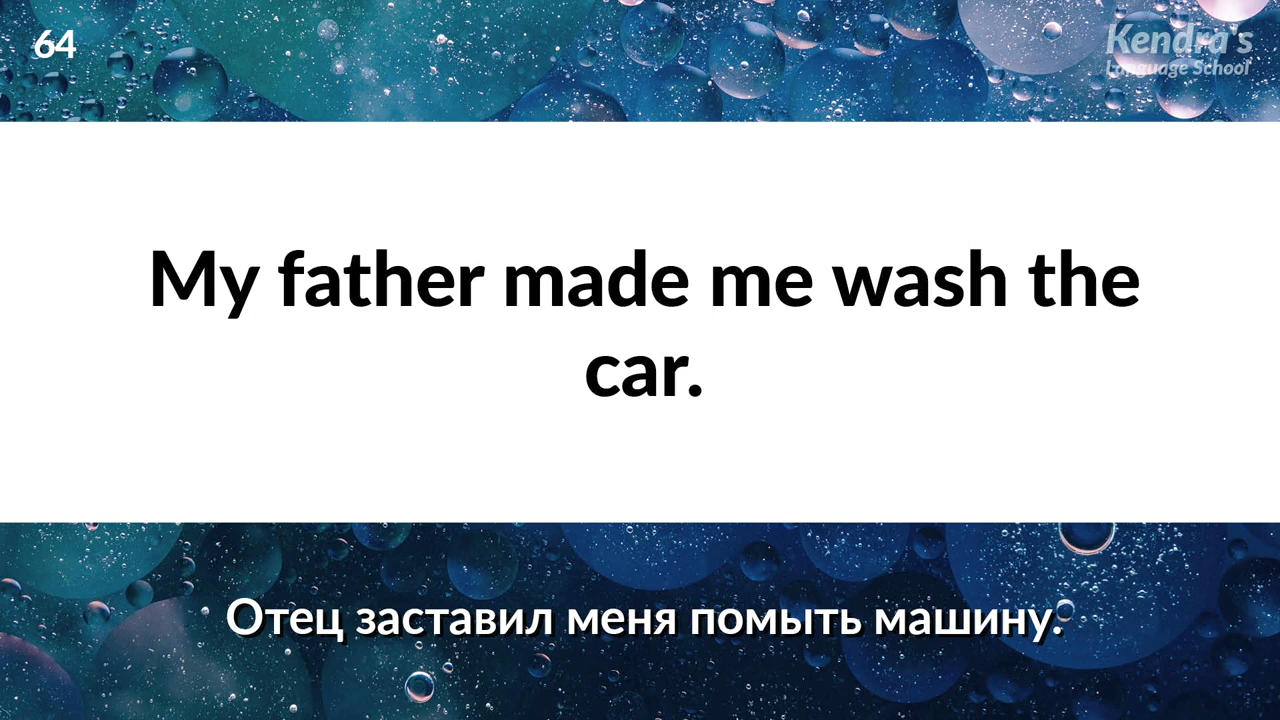 64
Kendra's
Language School
My father made me wash the
car.
Отец заставил меня помыть машину.